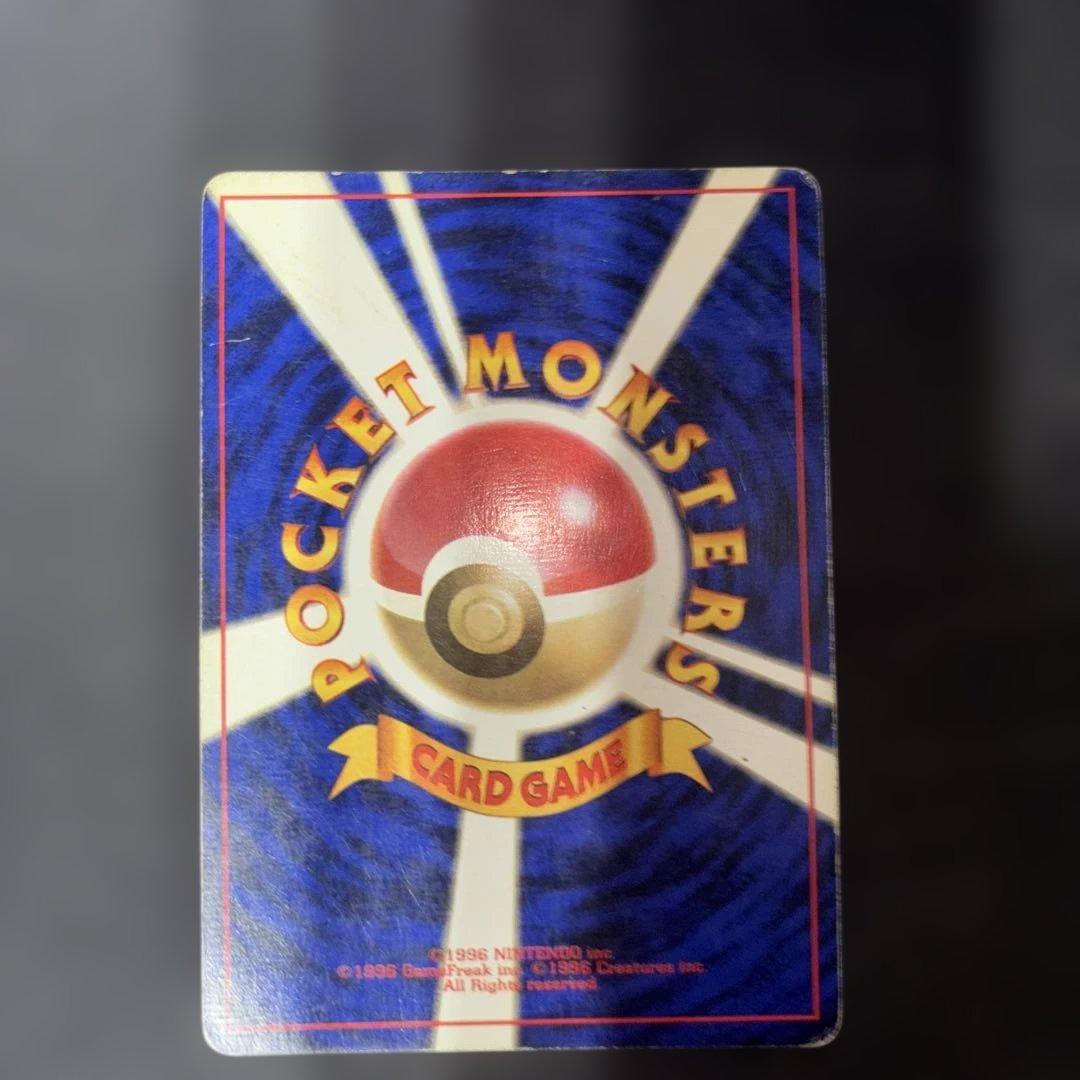 POCKET MONSTERS
CARD GAME
©1996 NINTENDO inc.
©1996 GameFreak inc. ©1996 Creatures inc.
All Rights reserved.